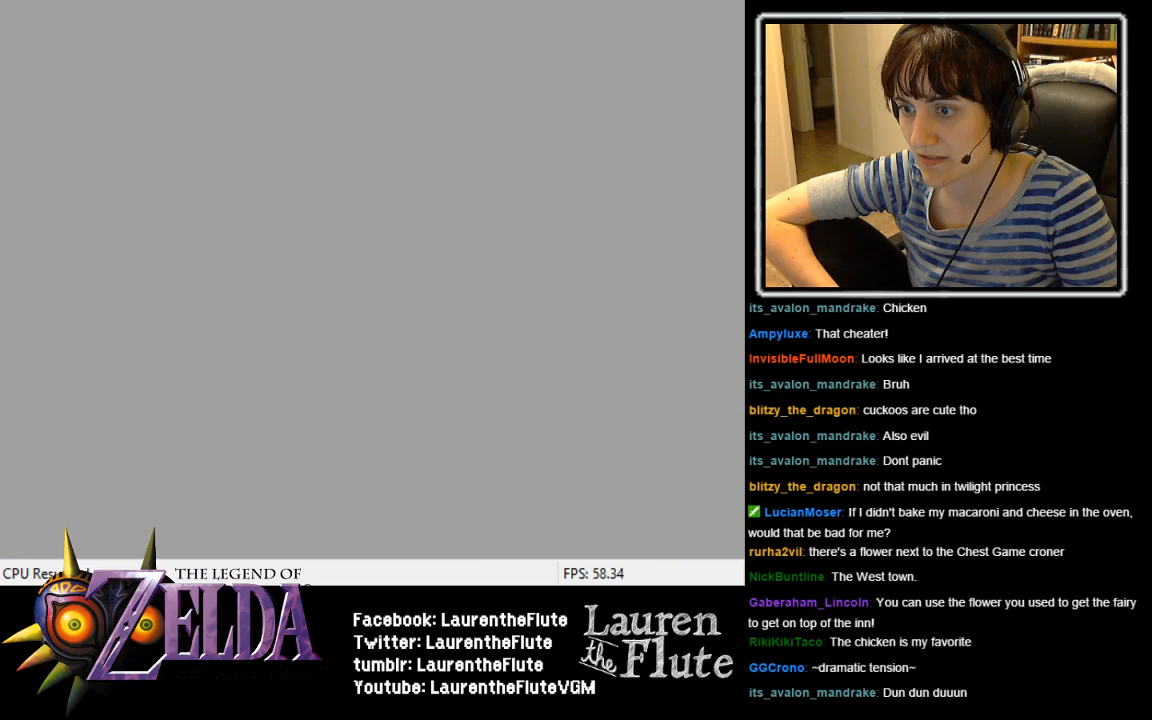 its_avalon_mandrake: Chicken
Ampyluxe: That cheater!
InvisibleFullMoon: Looks like I arrived at the best time
its_avalon_mandrake: Bruh
blitzy_the_dragon: cuckoos are cute tho
its_avalon_mandrake: Also evil
its_avalon_mandrake: Dont panic
blitzy_the_dragon: not that much in twilight princess
LucianMoser: If I didn't bake my macaroni and cheese in the oven,
would that be bad for me?
rurha2vil: there's a flower next to the Chest Game croner
NickBuntline: The West town.
Gaberaham_Lincoln: You can use the flower you used to get the fairy
to get on top of the inn!
RikiKikiTaco: The chicken is my favorite
GGCrono: ~dramatic tension~
its_avalon_mandrake: Dun dun duuun
CPU
FPS: 58.34
THE LEGEND OF
ZELDA
Facebook: LaurentheFlute
Twitter: LaurentheFlute
tumblr: LaurentheFlute
Youtube: LaurentheFluteVGM
Lauren
the Flute